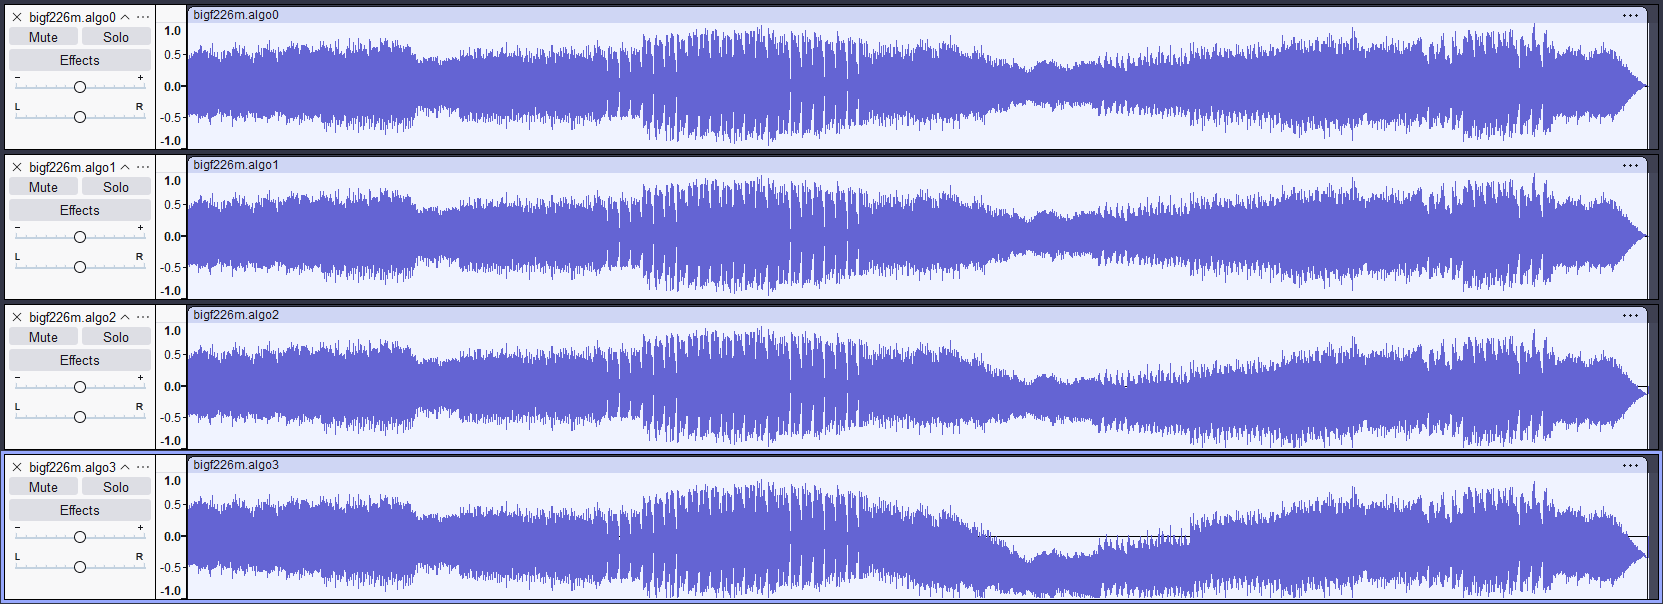 bigf226m.algo0 ...
Mute Solo
Effects
- +
L R
1.0
0.5
0.0
-0.5
-1.0
bigf226m.algo0 ...
bigf226m.algo1 ...
Mute Solo
Effects
- +
L R
1.0
0.5
0.0
-0.5
-1.0
bigf226m.algo1 ...
bigf226m.algo2 ...
Mute Solo
Effects
- +
L R
1.0
0.5
0.0
-0.5
-1.0
bigf226m.algo2 ...
bigf226m.algo3 ...
Mute Solo
Effects
- +
L R
1.0
0.5
0.0
-0.5
-1.0
bigf226m.algo3 ...